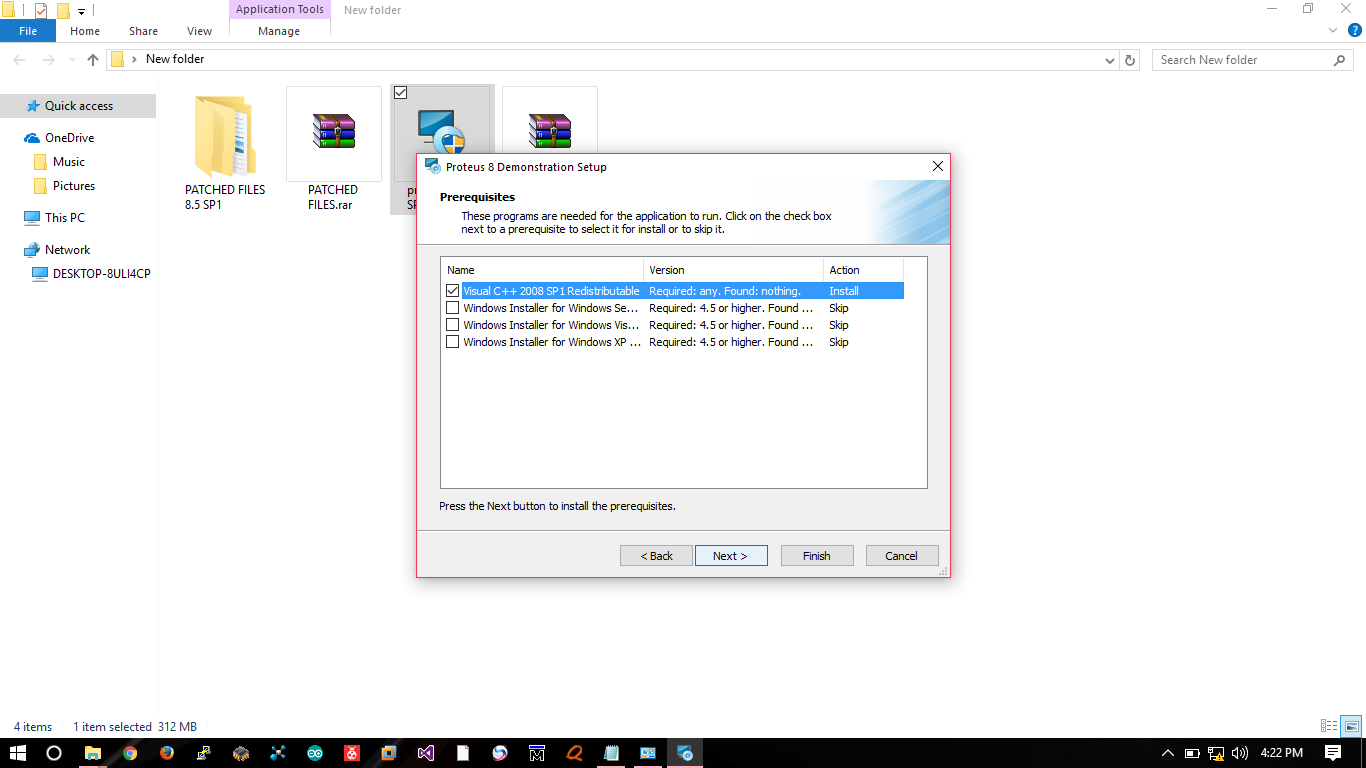 Application Tools
New folder
File
Home
Share
View
Manage
New folder
Search New folder
Quick access
OneDrive
Music
Pictures
This PC
Network
DESKTOP-8ULI4CP
PATCHED FILES
8.5 SP1
PATCHED
FILES.rar
Proteus 8 Demonstration Setup
Prerequisites
These programs are needed for the application to run. Click on the check box
next to a prerequisite to select it for install or to skip it.
Name Version Action
Visual C++ 2008 SP1 Redistributable Required: any. Found: nothing. Install
Windows Installer for Windows Se... Required: 4.5 or higher. Found ... Skip
Windows Installer for Windows Vis... Required: 4.5 or higher. Found ... Skip
Windows Installer for Windows XP ... Required: 4.5 or higher. Found ... Skip
Press the Next button to install the prerequisites.
< Back
Next >
Finish
Cancel
4 items 1 item selected 312 MB
4:22 PM